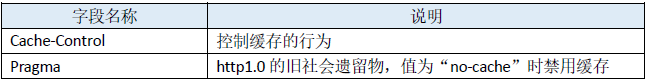 字段名称 说明
Cache-Control 控制缓存的行为
Pragma http1.0 的旧社会遗留物，值为“no-cache”时禁用缓存